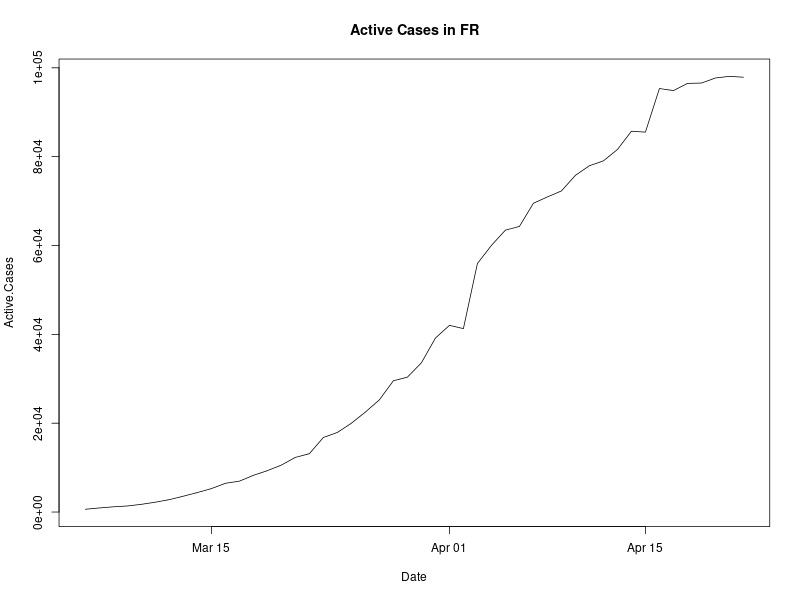 Active Cases in FR
Active.Cases
1e+05
8e+04
6e+04
4e+04
2e+04
0e+00
Mar 15
Apr 01
Apr 15
Date